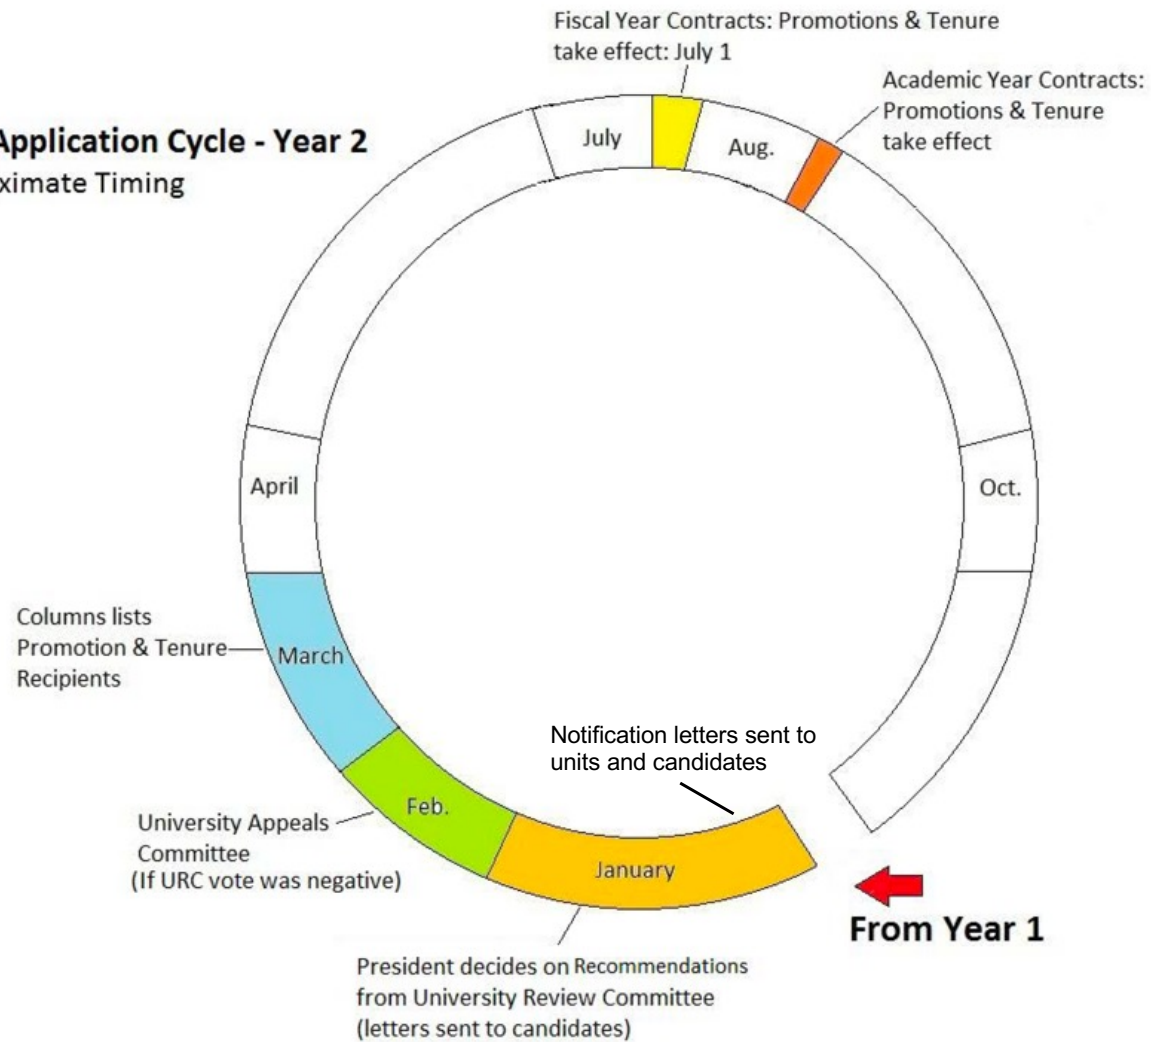 Fiscal Year Contracts: Promotions & Tenure
take effect: July 1
Academic Year Contracts:
Promotions & Tenure
take effect
Application Cycle - Year 2
ximate Timing
July
Aug.
April
Oct.
Columns lists
Promotion & Tenure
Recipients
March
Notification letters sent to
units and candidates
Feb.
University Appeals
Committee
(If URC vote was negative)
January
From Year 1
President decides on Recommendations
from University Review Committee
(letters sent to candidates)